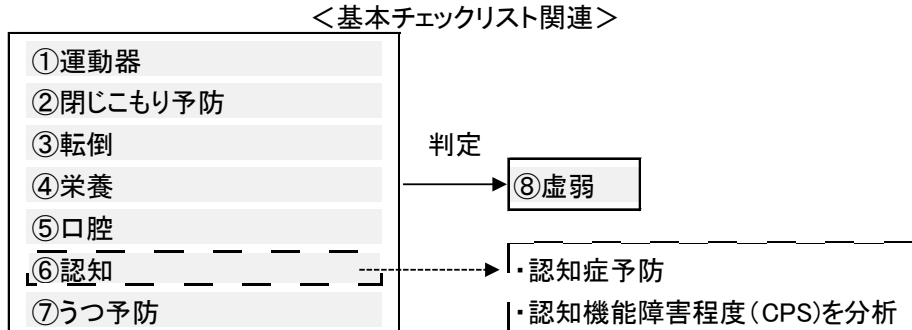 ＜基本チェックリスト関連＞
①運動器
②閉じこもり予防
③転倒
④栄養
⑤口腔
⑥認知
⑦うつ予防
判定
⑧虚弱
・認知症予防
・認知機能障害程度（CPS)を分析